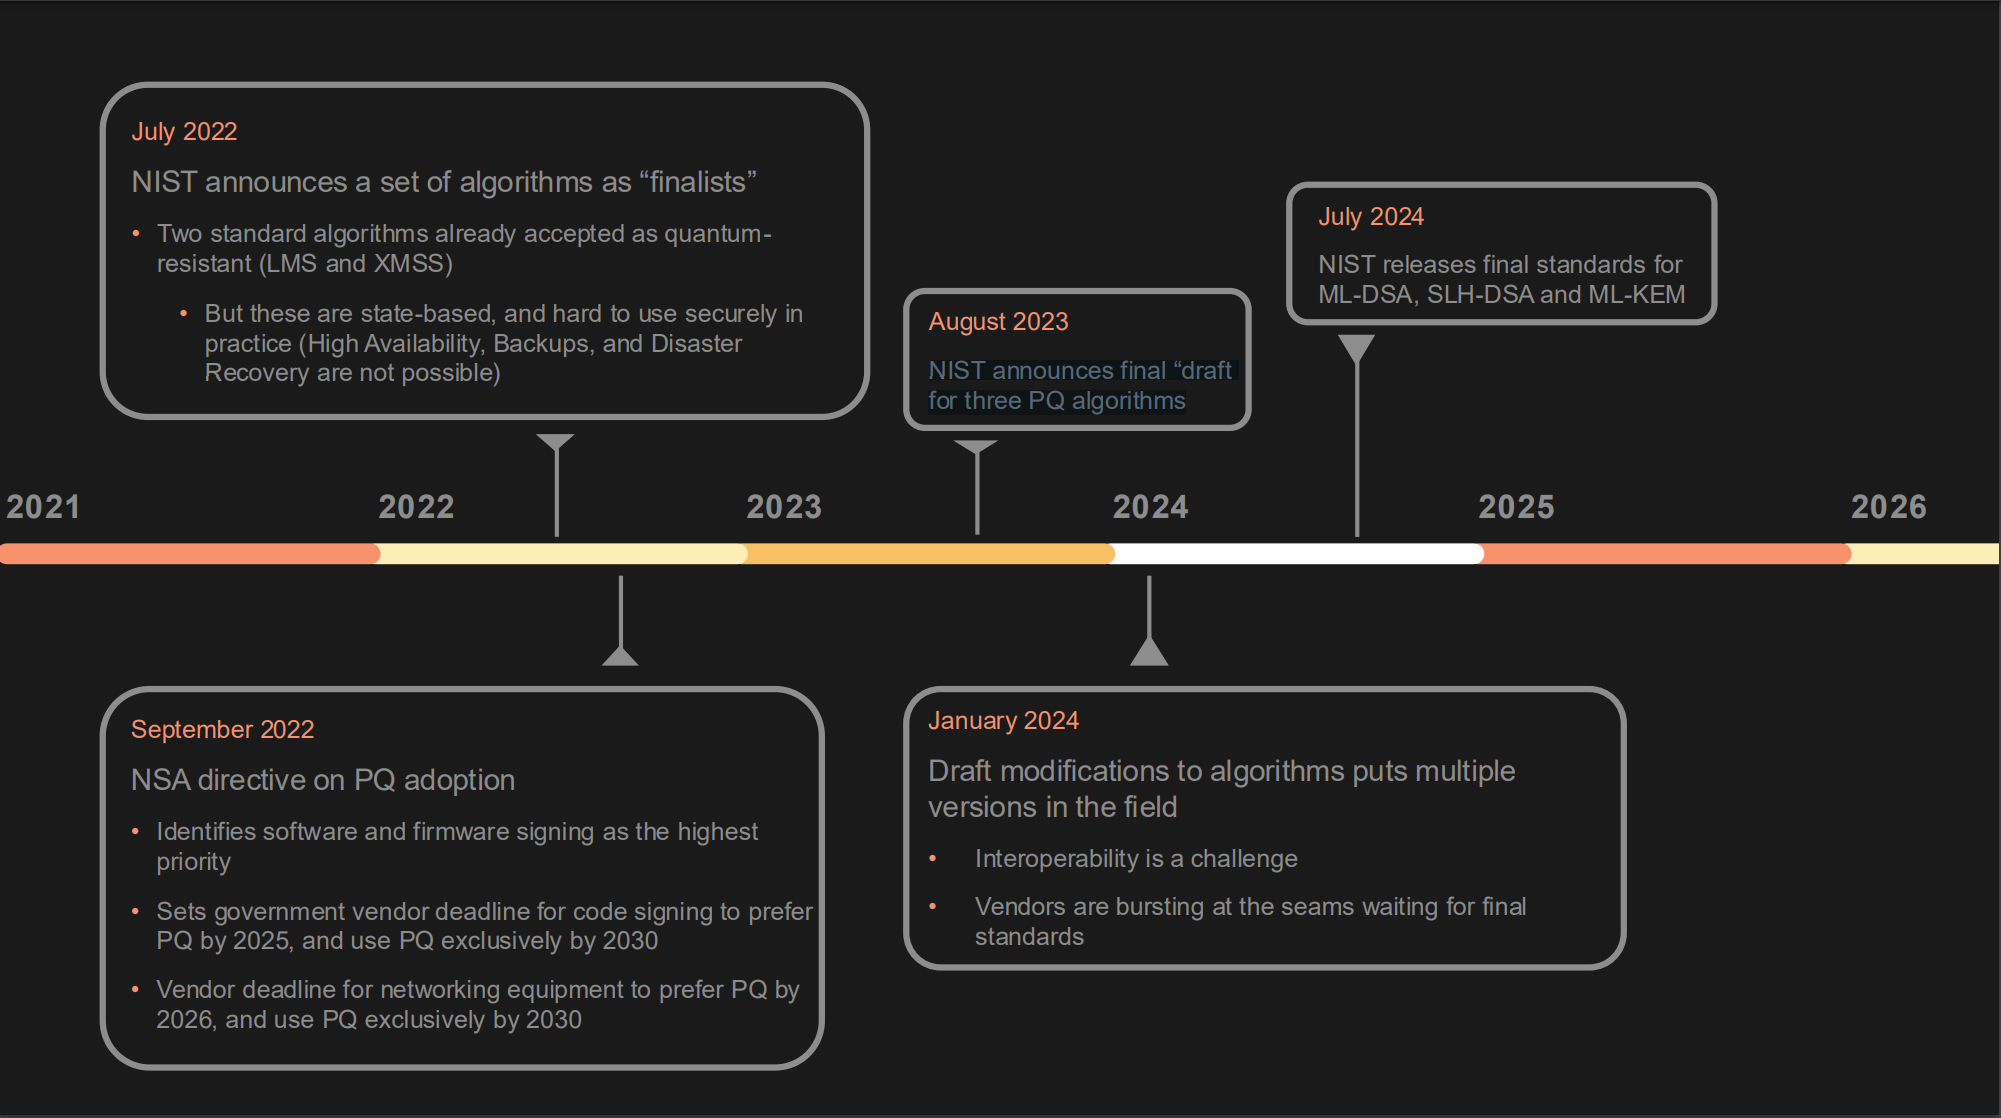 July 2022
NIST announces a set of algorithms as “finalists”
• Two standard algorithms already accepted as quantum-
resistant (LMS and XMSS)
• But these are state-based, and hard to use securely in
practice (High Availability, Backups, and Disaster
Recovery are not possible)
August 2023
NIST announces final “draft
for three PQ algorithms
July 2024
NIST releases final standards for
ML-DSA, SLH-DSA and ML-KEM
2021 2022 2023 2024 2025 2026
September 2022
NSA directive on PQ adoption
• Identifies software and firmware signing as the highest
priority
• Sets government vendor deadline for code signing to prefer
PQ by 2025, and use PQ exclusively by 2030
• Vendor deadline for networking equipment to prefer PQ by
2026, and use PQ exclusively by 2030
January 2024
Draft modifications to algorithms puts multiple
versions in the field
• Interoperability is a challenge
• Vendors are bursting at the seams waiting for final
standards